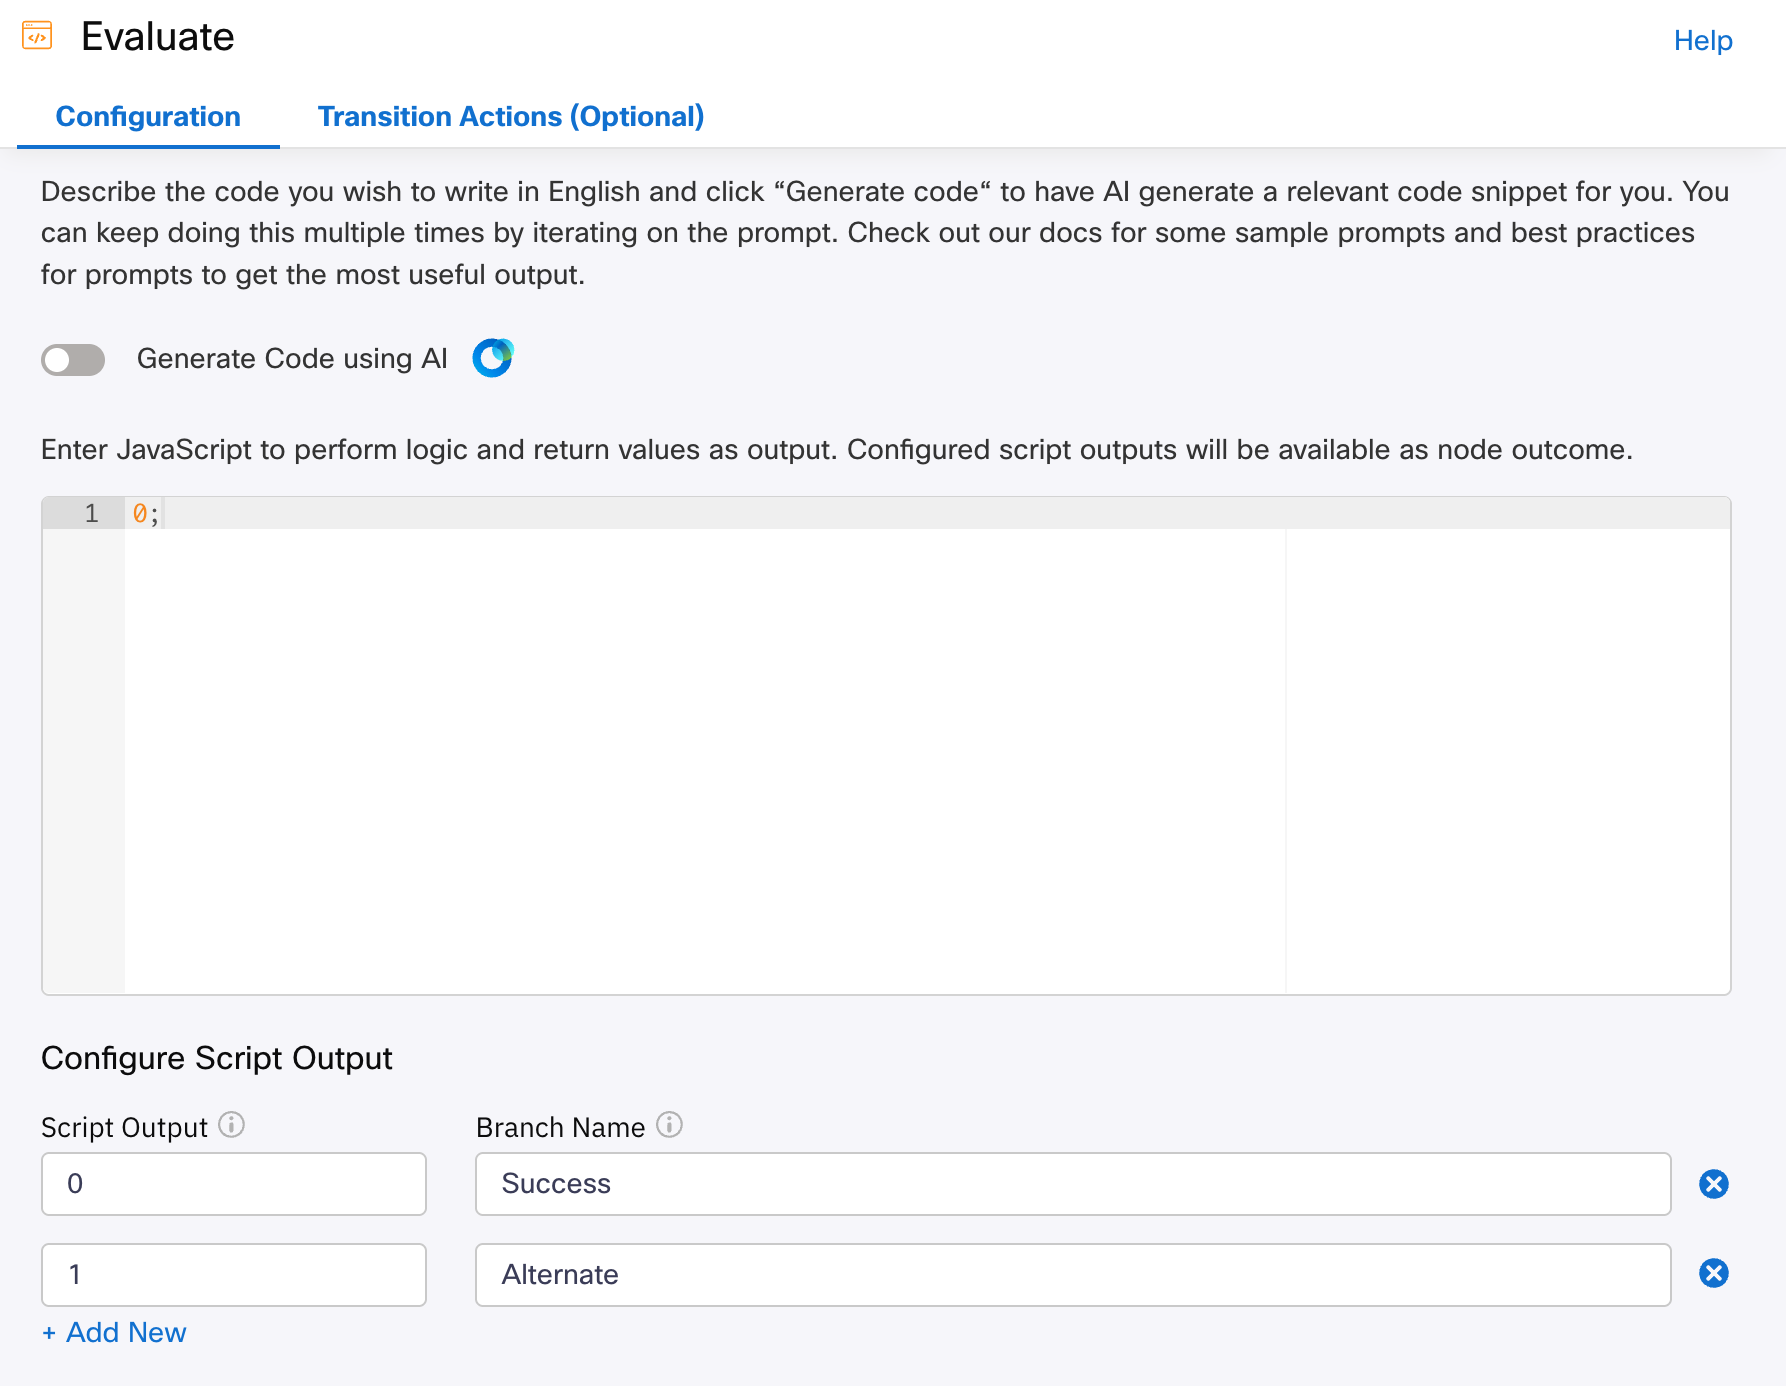 Evaluate
Help
Configuration
Transition Actions (Optional)
Describe the code you wish to write in English and click “Generate code“ to have AI generate a relevant code snippet for you. You
can keep doing this multiple times by iterating on the prompt. Check out our docs for some sample prompts and best practices
for prompts to get the most useful output.
Generate Code using AI
Enter JavaScript to perform logic and return values as output. Configured script outputs will be available as node outcome.
1 0;
Configure Script Output
Script Output
Branch Name
0
Success
1
Alternate
+ Add New